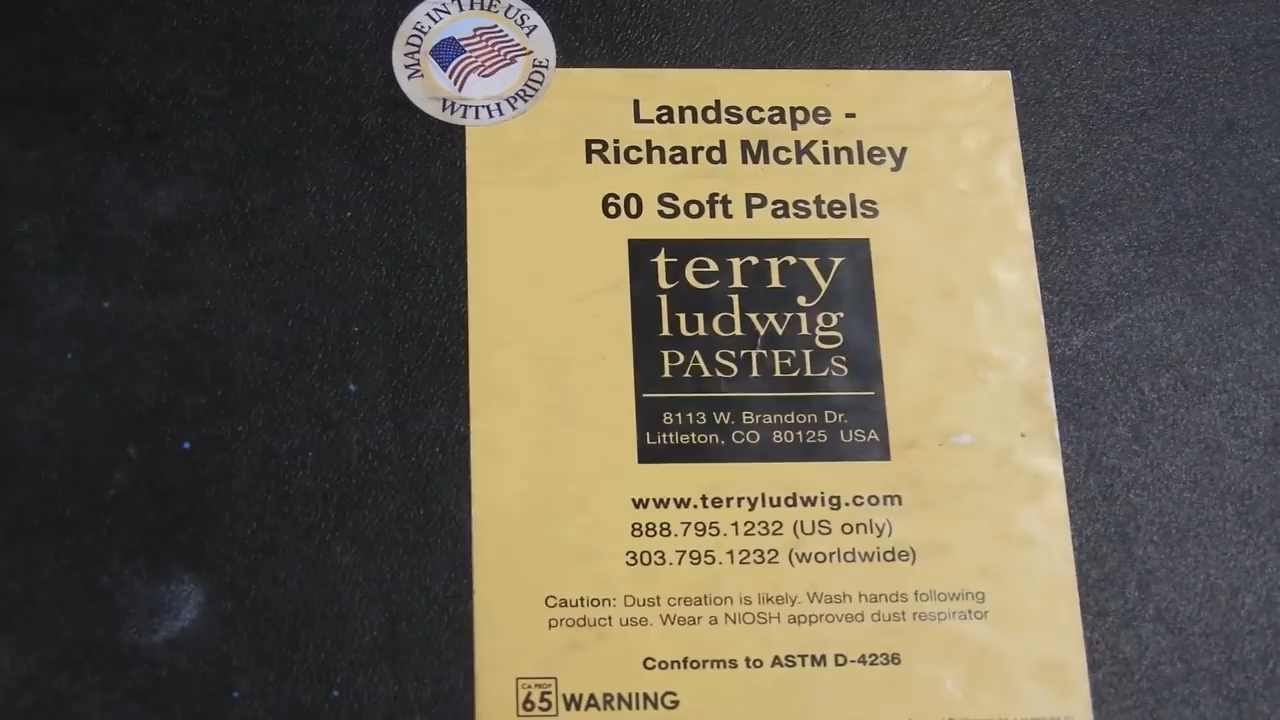 MADE IN THE USA
WITH PRIDE
Landscape -
Richard McKinley
60 Soft Pastels
terry
ludwig
PASTELs
8113 W. Brandon Dr.
Littleton, CO 80125 USA
www.terryludwig.com
888.795.1232 (US only)
303.795.1232 (worldwide)
Caution: Dust creation is likely. Wash hands following
product use. Wear a NIOSH approved dust respirator
Conforms to ASTM D-4236
CA PROP
65 WARNING